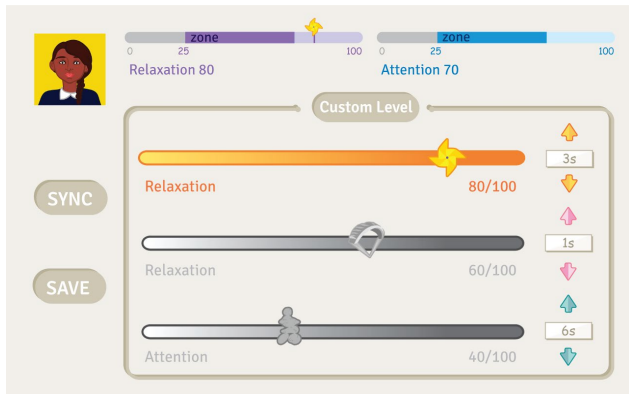 zone zone
0 25 100 0 25 100
Relaxation 80 Attention 70
Custom Level
3s
Relaxation 80/100
SYNC
1s
Relaxation 60/100
SAVE
6s
Attention 40/100